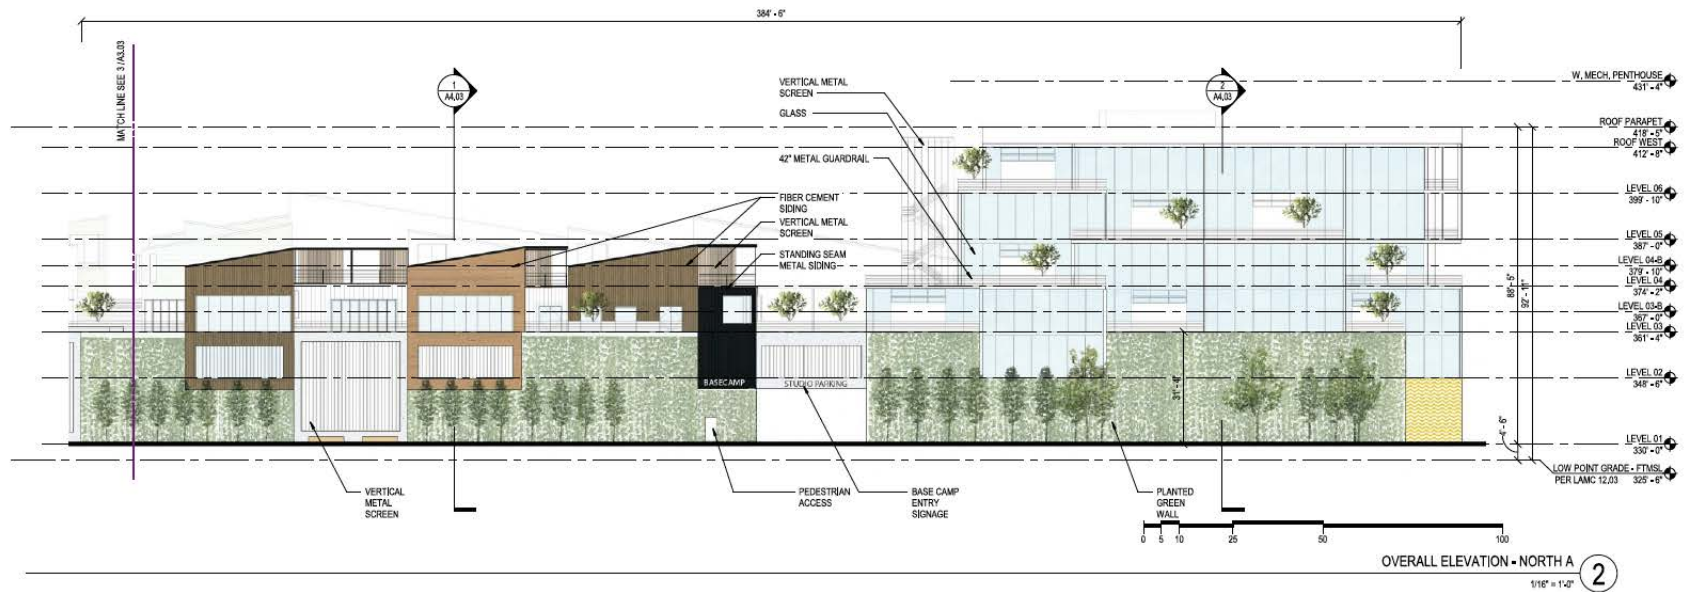 384' - 6"
MATCH LINE SEE 3 /A3.03
1
A4.03
2
A4.03
VERTICAL METAL
SCREEN
GLASS
42" METAL GUARDRAIL
FIBER CEMENT
SIDING
VERTICAL METAL
SCREEN
STANDING SEAM
METAL SIDING
W. MECH. PENTHOUSE
431' - 4"
ROOF PARAPET
418' - 5"
ROOF WEST
412' - 8"
LEVEL 06
399' - 10"
LEVEL 05
387' - 0"
LEVEL 04-B
379' - 10"
LEVEL 04
374' - 2"
LEVEL 03-B
367' - 0"
LEVEL 03
361' - 4"
LEVEL 02
348' - 6"
LEVEL 01
330' - 0"
LOW POINT GRADE - FTMSL
PER LAMC 12.03 325' - 6"
88' - 5"
92' - 11"
4' - 6"
31' - 4"
BASECAMP
STUDIO PARKING
VERTICAL
METAL
SCREEN
PEDESTRIAN
ACCESS
BASE CAMP
ENTRY
SIGNAGE
PLANTED
GREEN
WALL
0 5 10 25 50 100
OVERALL ELEVATION - NORTH A
2
1/16" = 1'-0"